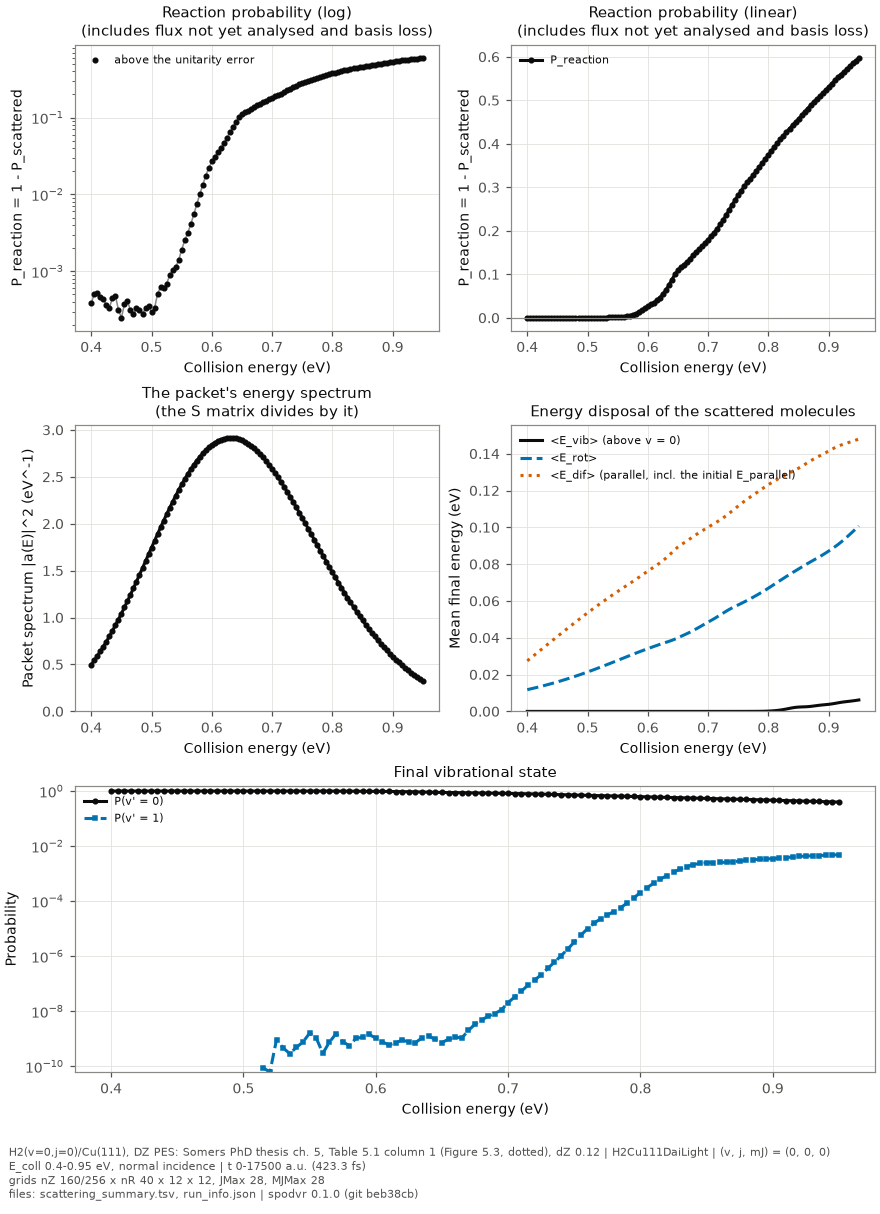 Reaction probability (log)
(includes flux not yet analysed and basis loss)
above the unitarity error
P_reaction = 1 - P_scattered
10⁻¹
10⁻²
10⁻³
0.4 0.5 0.6 0.7 0.8 0.9
Collision energy (eV)
Reaction probability (linear)
(includes flux not yet analysed and basis loss)
P_reaction
P_reaction = 1 - P_scattered
0.6
0.5
0.4
0.3
0.2
0.1
0.0
0.4 0.5 0.6 0.7 0.8 0.9
Collision energy (eV)
The packet's energy spectrum
(the S matrix divides by it)
Packet spectrum |a(E)|^2 (eV^-1)
3.0
2.5
2.0
1.5
1.0
0.5
0.0
0.4 0.5 0.6 0.7 0.8 0.9
Collision energy (eV)
Energy disposal of the scattered molecules
<E_vib> (above v = 0)
<E_rot>
<E_dif> (parallel, incl. the initial E_parallel)
Mean final energy (eV)
0.14
0.12
0.10
0.08
0.06
0.04
0.02
0.00
0.4 0.5 0.6 0.7 0.8 0.9
Collision energy (eV)
Final vibrational state
P(v' = 0)
P(v' = 1)
Probability
10⁰
10⁻²
10⁻⁴
10⁻⁶
10⁻⁸
10⁻¹⁰
0.4 0.5 0.6 0.7 0.8 0.9
Collision energy (eV)
H2(v=0,j=0)/Cu(111), DZ PES: Somers PhD thesis ch. 5, Table 5.1 column 1 (Figure 5.3, dotted), dZ 0.12 | H2Cu111DaiLight | (v, j, mJ) = (0, 0, 0)
E_coll 0.4-0.95 eV, normal incidence | t 0-17500 a.u. (423.3 fs)
grids nZ 160/256 x nR 40 x 12 x 12, JMax 28, MJMax 28
files: scattering_summary.tsv, run_info.json | spodvr 0.1.0 (git beb38cb)